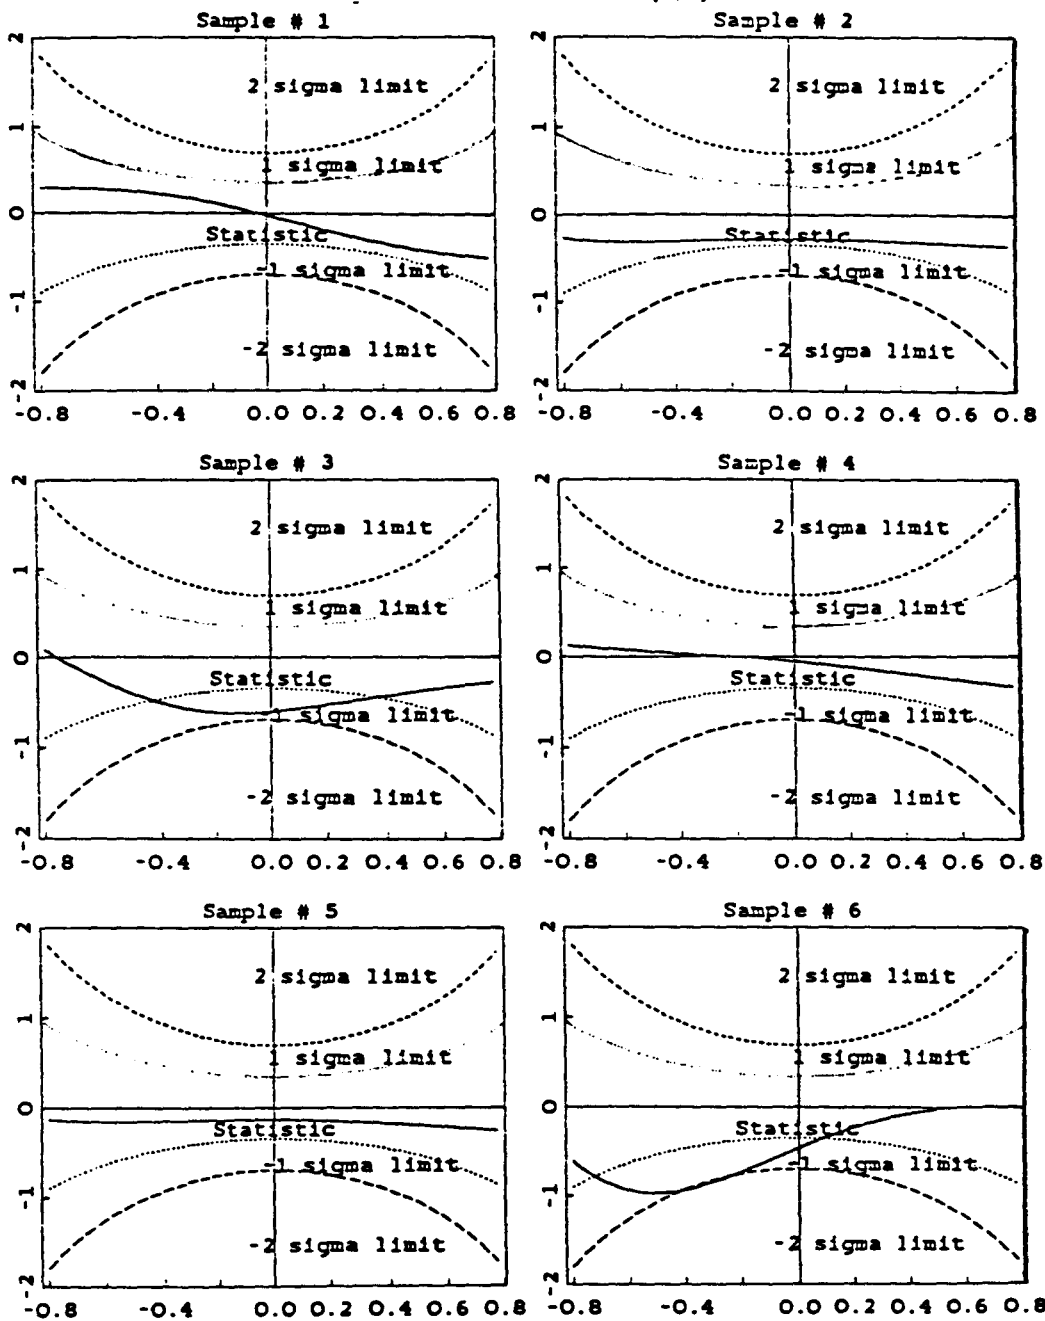 Sample # 1
2
1
0
-1
-2
2 sigma limit
1 sigma limit
Statistic
-1 sigma limit
-2 sigma limit
-0.8 -0.4 0.0 0.2 0.4 0.6 0.8
Sample # 2
2
1
0
-1
-2
2 sigma limit
1 sigma limit
Statistic
-1 sigma limit
-2 sigma limit
-0.8 -0.4 0.0 0.2 0.4 0.6 0.8
Sample # 3
2
1
0
-1
-2
2 sigma limit
1 sigma limit
Statistic
-1 sigma limit
-2 sigma limit
-0.8 -0.4 0.0 0.2 0.4 0.6 0.8
Sample # 4
2
1
0
-1
-2
2 sigma limit
1 sigma limit
Statistic
-1 sigma limit
-2 sigma limit
-0.8 -0.4 0.0 0.2 0.4 0.6 0.8
Sample # 5
2
1
0
-1
-2
2 sigma limit
1 sigma limit
Statistic
-1 sigma limit
-2 sigma limit
-0.8 -0.4 0.0 0.2 0.4 0.6 0.8
Sample # 6
2
1
0
-1
-2
2 sigma limit
1 sigma limit
Statistic
-1 sigma limit
-2 sigma limit
-0.8 -0.4 0.0 0.2 0.4 0.6 0.8